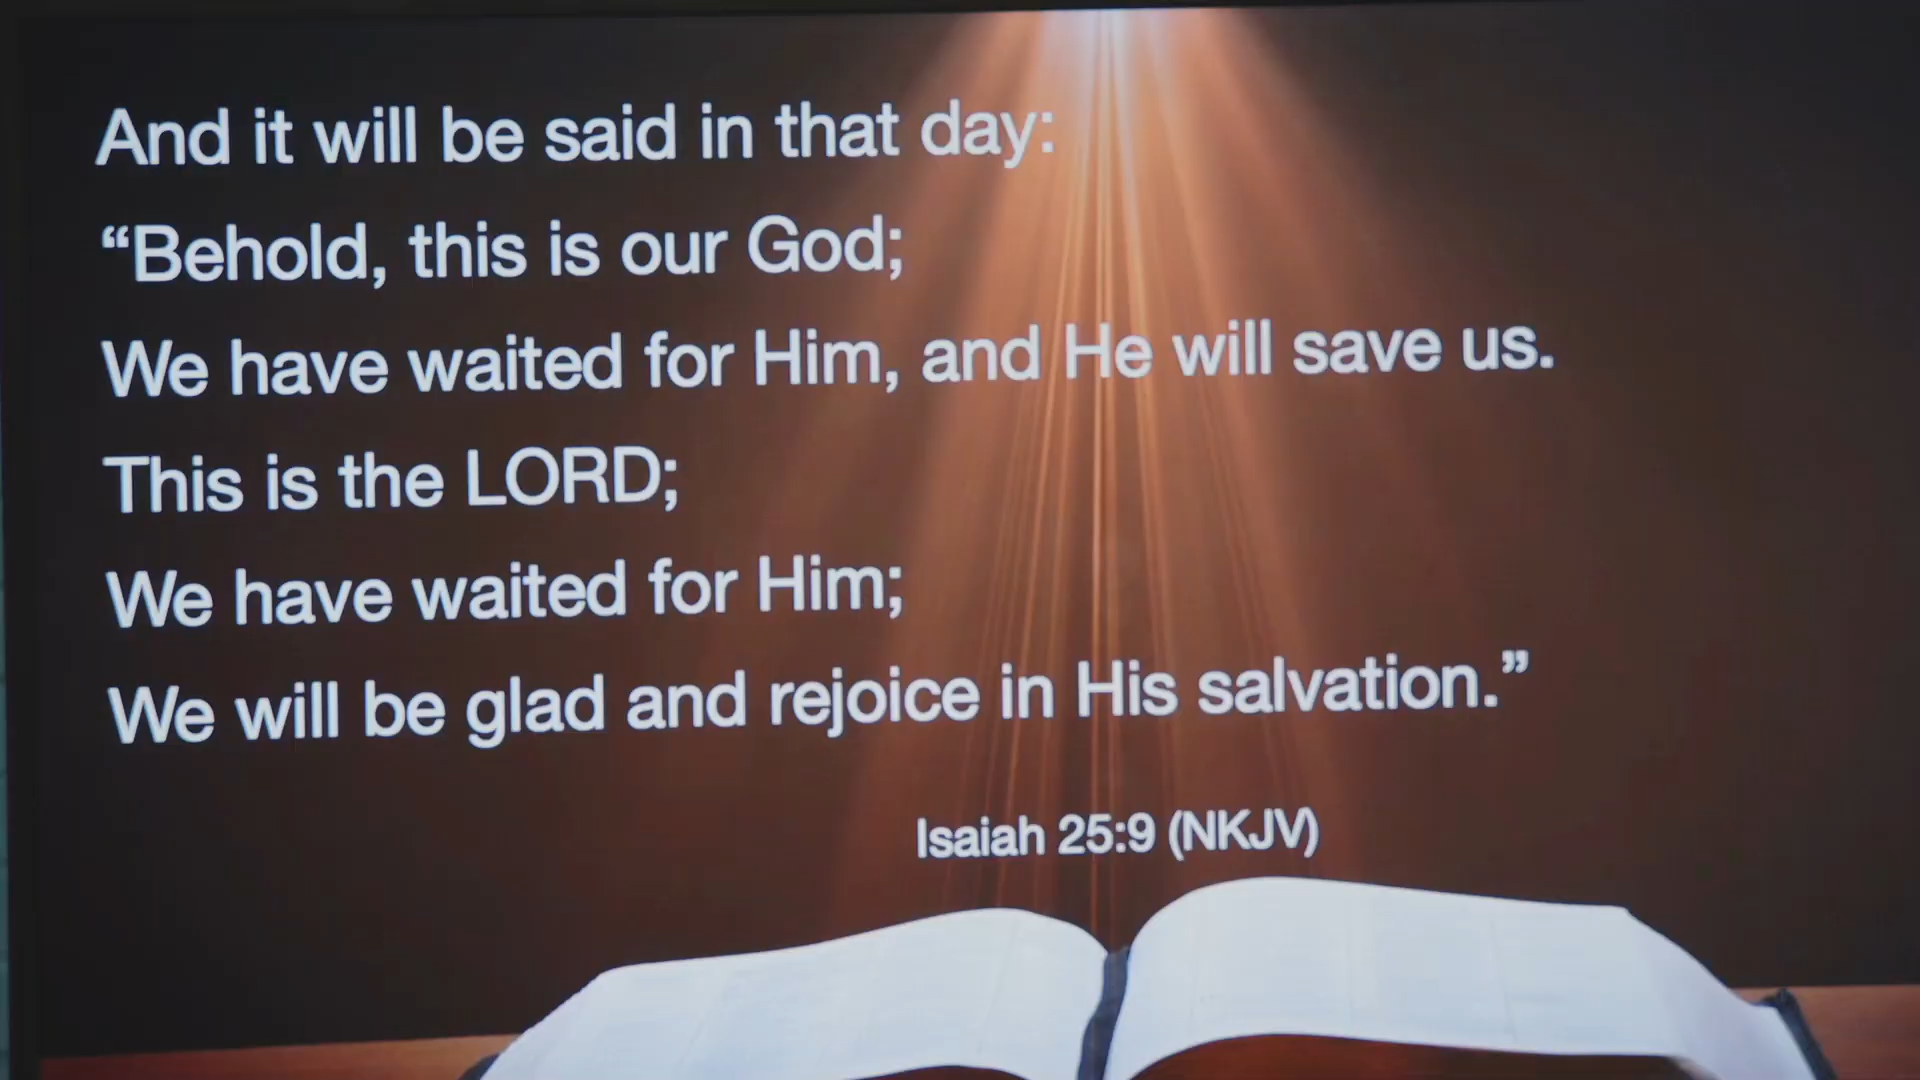 And it will be said in that day:
“Behold, this is our God;
We have waited for Him, and He will save us.
This is the LORD;
We have waited for Him;
We will be glad and rejoice in His salvation.”
Isaiah 25:9 (NKJV)